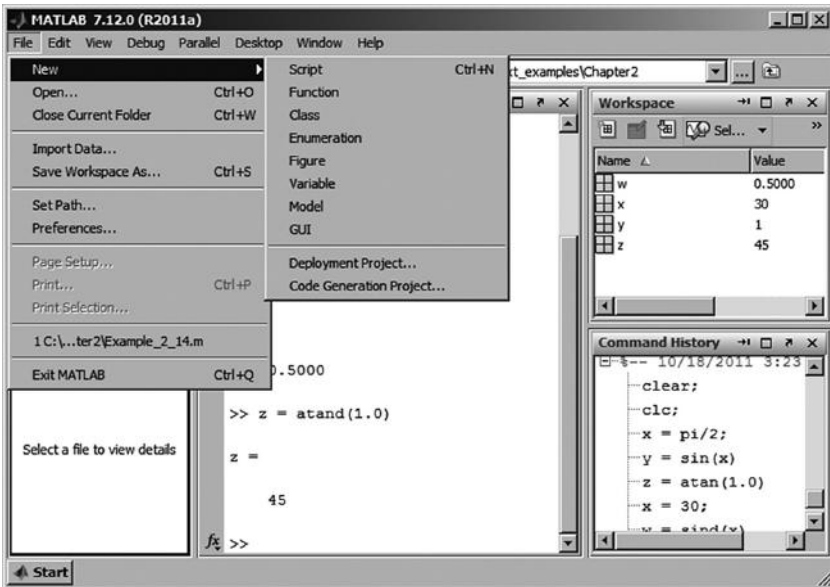 MATLAB 7.12.0 (R2011a)
File Edit View Debug Parallel Desktop Window Help
New
Open... Ctrl+O
Close Current Folder Ctrl+W
Import Data...
Save Workspace As... Ctrl+S
Set Path...
Preferences...
Page Setup...
Print... Ctrl+P
Print Selection...
1 C:\...ter2\Example_2_14.m
Exit MATLAB Ctrl+Q
Script Ctrl+N
Function
Class
Enumeration
Figure
Variable
Model
GUI
Deployment Project...
Code Generation Project...
t_examples\Chapter2 ...
Select a file to view details
.5000
>> z = atand(1.0)
z =
45
fx >>
Workspace
Sel... »
Name Value
w 0.5000
x 30
y 1
z 45
Command History
%-- 10/18/2011 3:23
clear;
clc;
x = pi/2;
y = sin(x)
z = atan(1.0)
x = 30;
w = sind(x)
Start